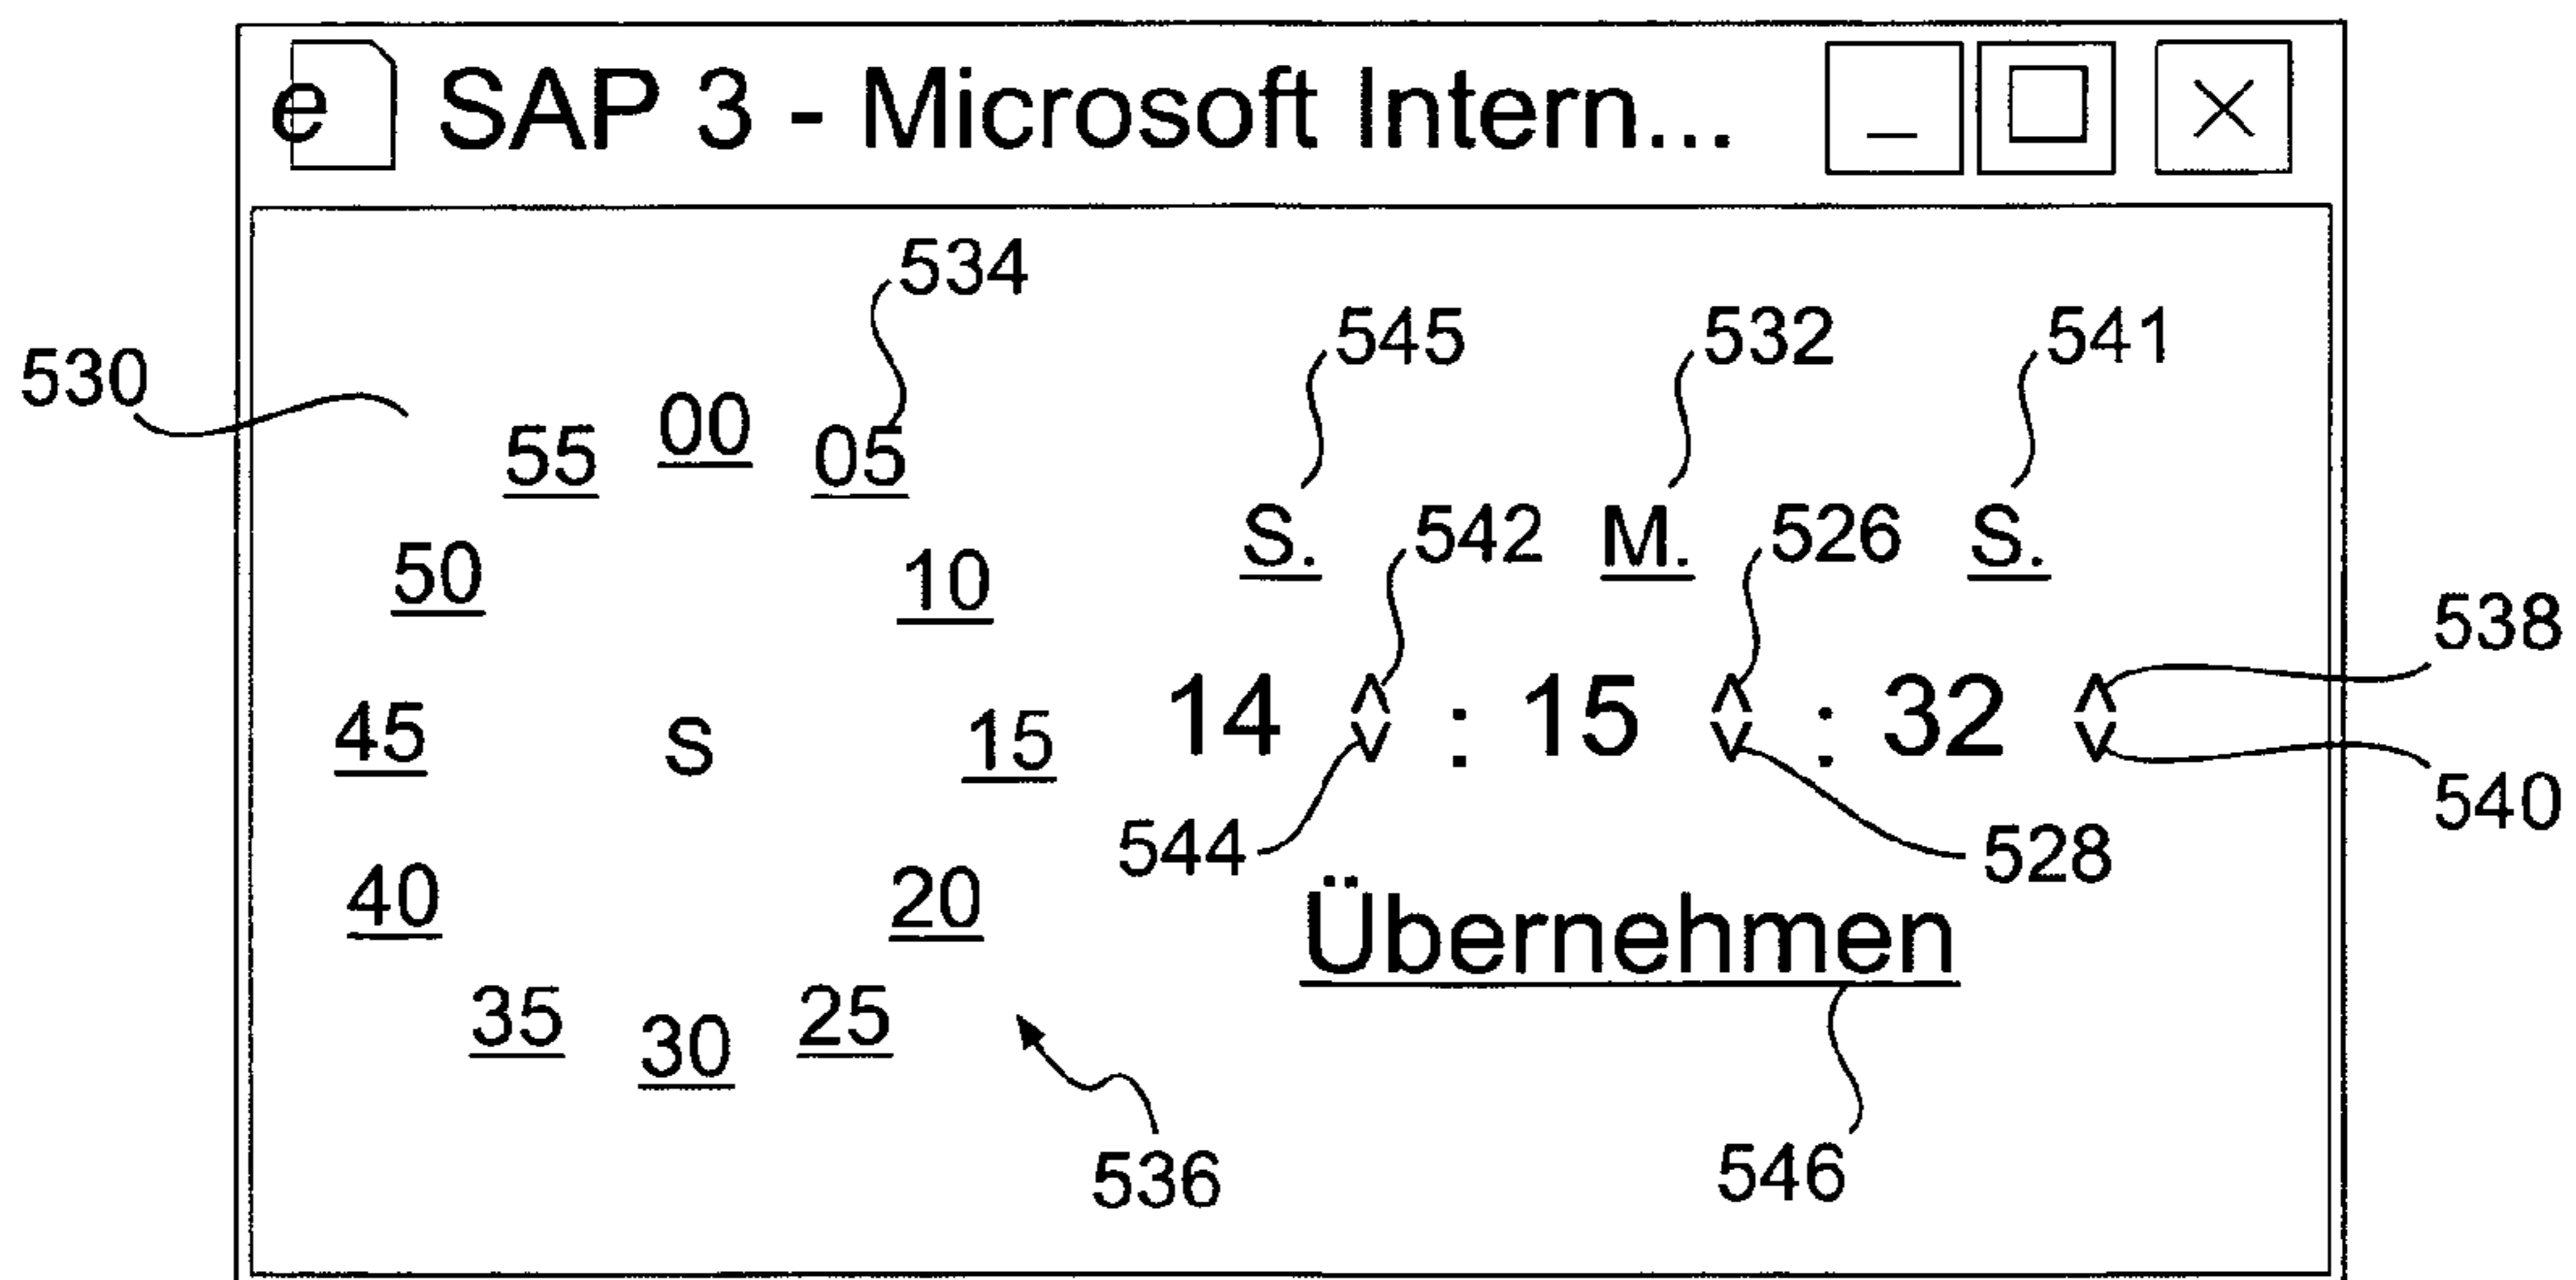 SAP 3 - Microsoft Intern...
534
545 532 541
530
55 00 05
S. 542 M. 526 S.
50 10
538
45 S 15 14 : 15 : 32
540
544 528
40 20
Übernehmen
35 30 25
536 546